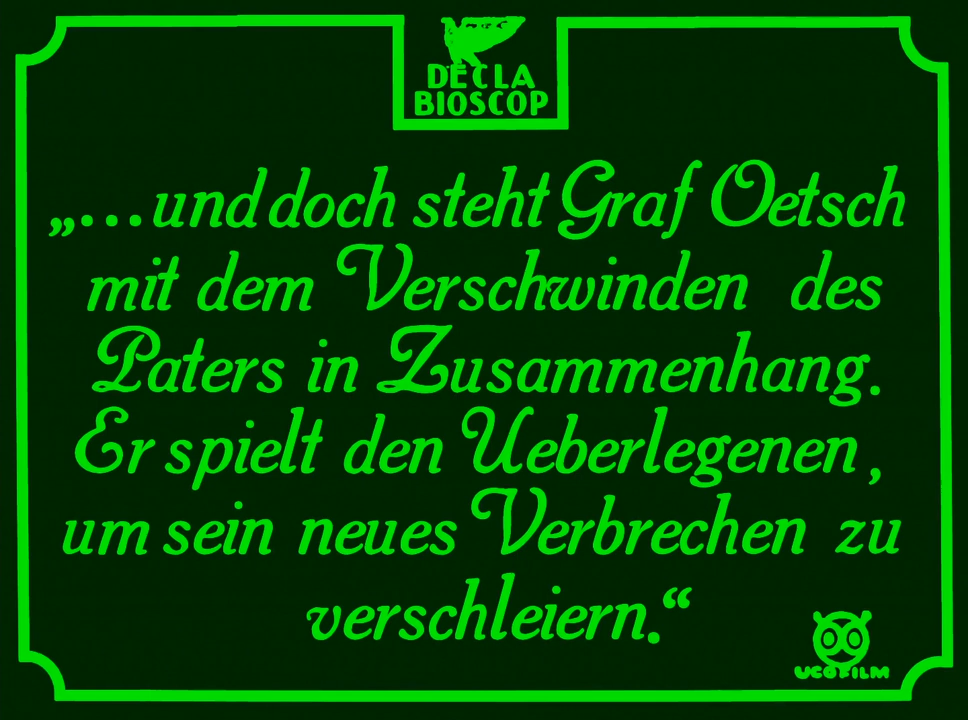 DECLA
BIOSCOP
„...und doch steht Graf Oetsch
mit dem Verschwinden des
Paters in Zusammenhang.
Er spielt den Ueberlegenen,
um sein neues Verbrechen zu
verschleiern.“
UCOFILM